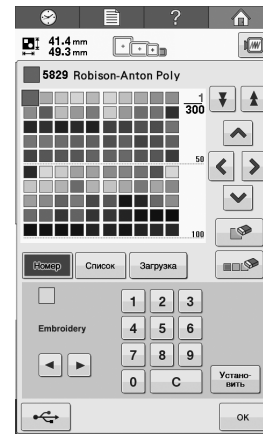 ?
41.4 mm
49.3 mm
5829 Robison-Anton Poly
1
300
50
100
Номер Список Загрузка
1 2 3
Embroidery 4 5 6
7 8 9
0 C Устано-
вить
OK